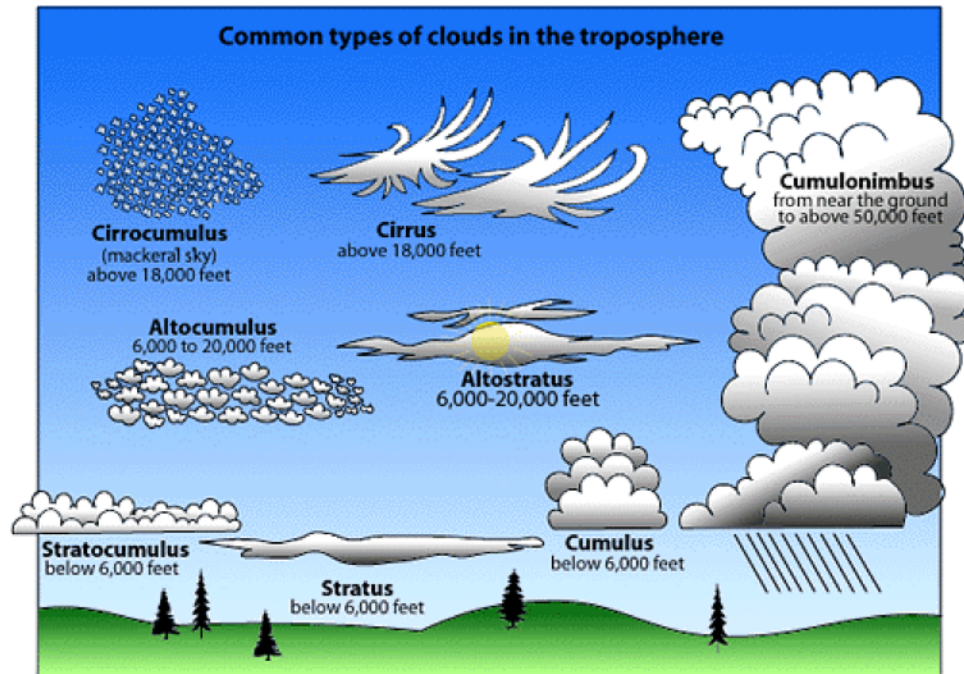 Common types of clouds in the troposphere
Cirrocumulus
(mackeral sky)
above 18,000 feet
Cirrus
above 18,000 feet
Cumulonimbus
from near the ground
to above 50,000 feet
Altocumulus
6,000 to 20,000 feet
Altostratus
6,000-20,000 feet
Stratocumulus
below 6,000 feet
Stratus
below 6,000 feet
Cumulus
below 6,000 feet